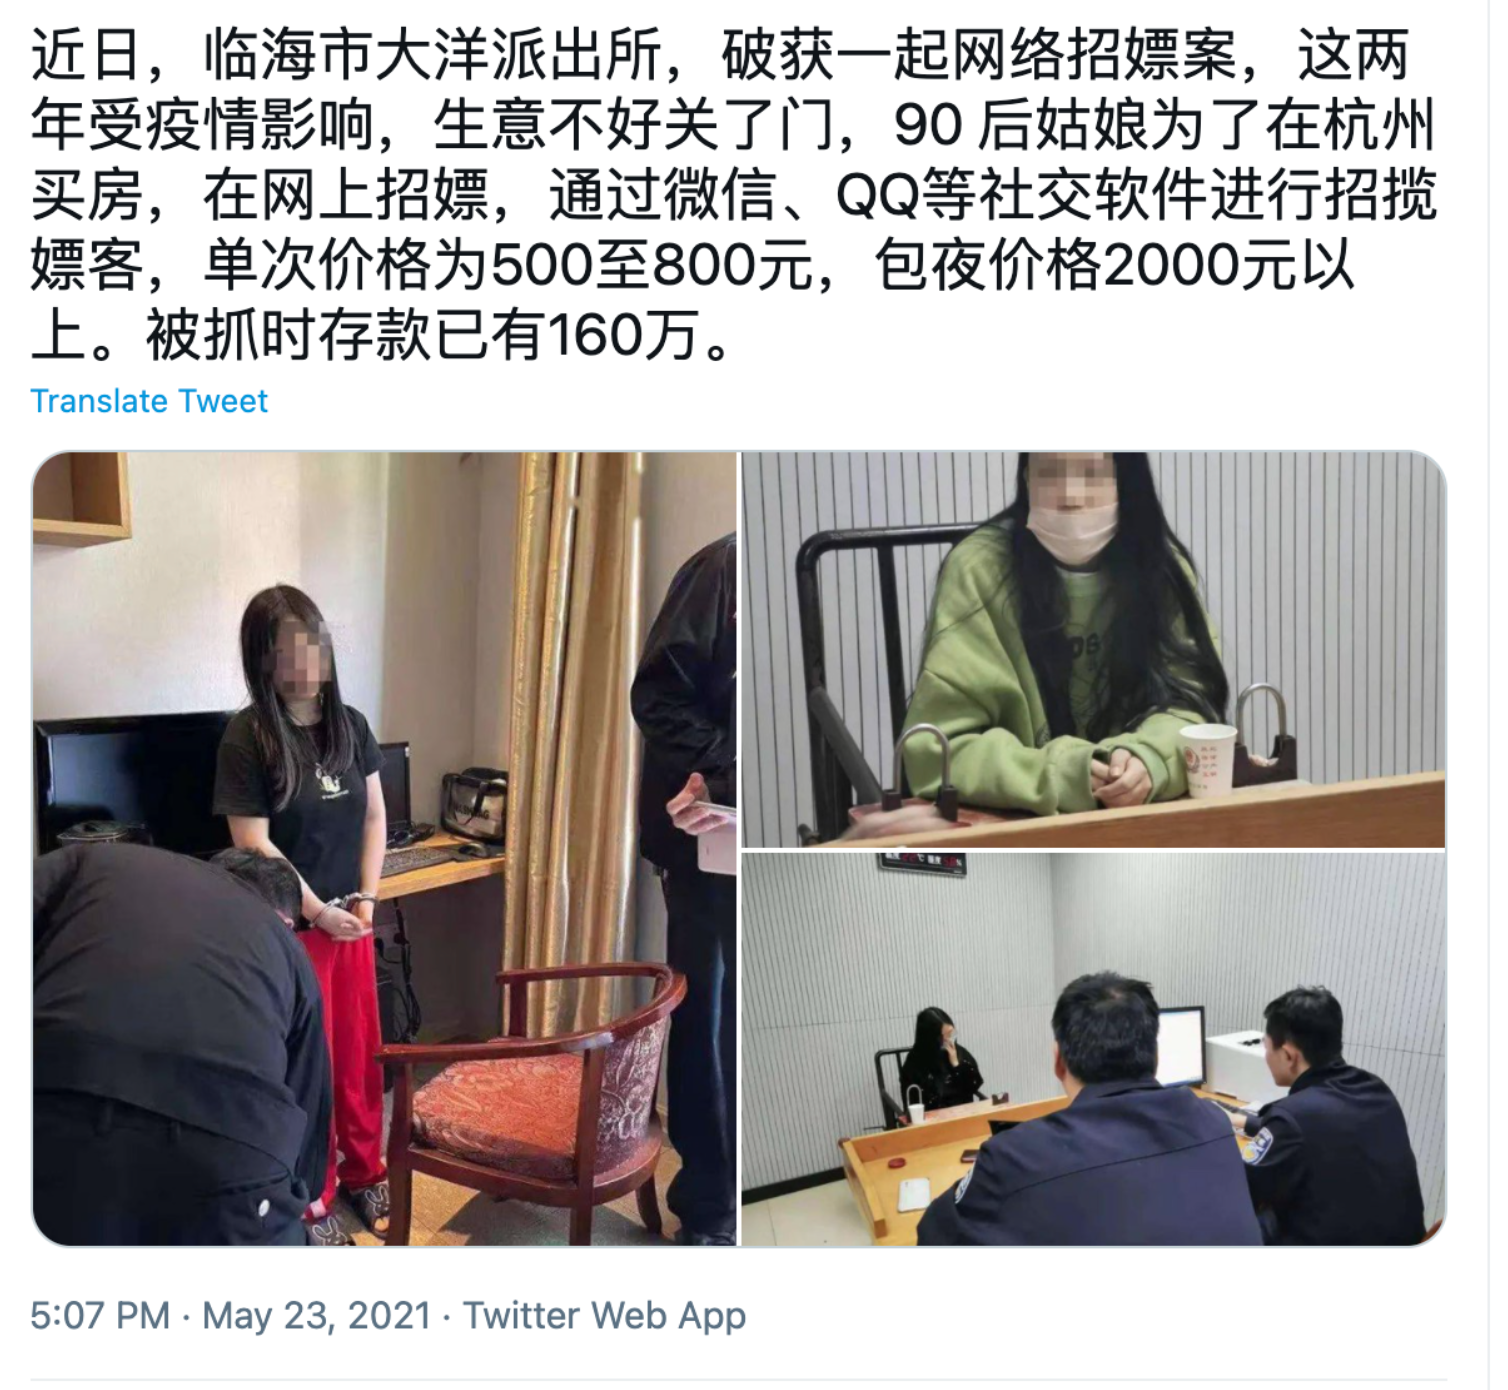 近日，临海市大洋派出所，破获一起网络招嫖案，这两
年受疫情影响，生意不好关了门，90 后姑娘为了在杭州
买房，在网上招嫖，通过微信、QQ等社交软件进行招揽
嫖客，单次价格为500至800元，包夜价格2000元以
上。被抓时存款已有160万。
Translate Tweet
5:07 PM · May 23, 2021 · Twitter Web App